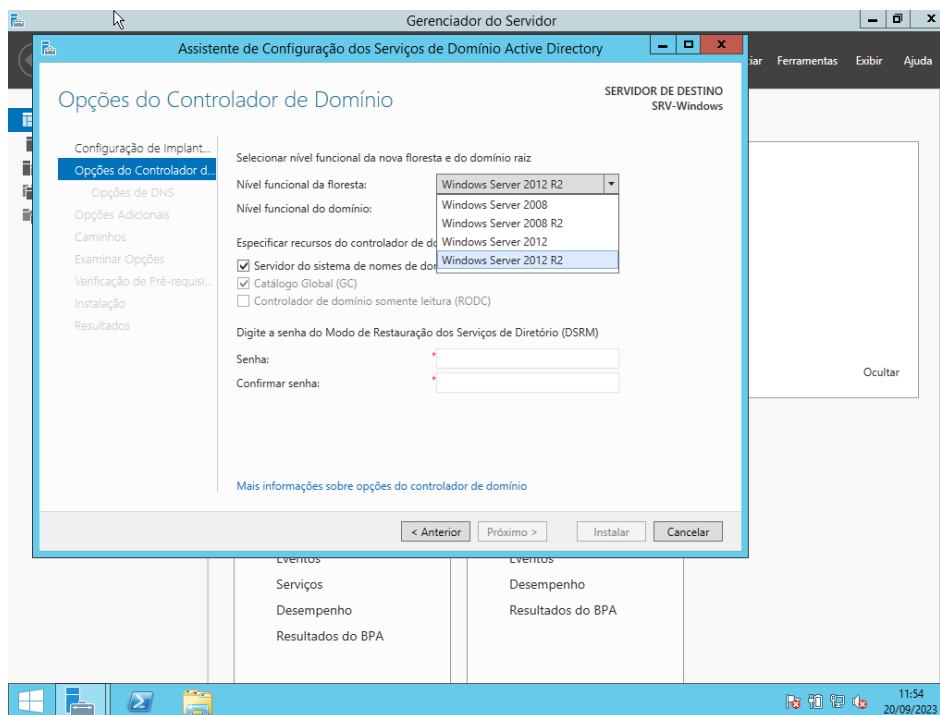 Gerenciador do Servidor
Assistente de Configuração dos Serviços de Domínio Active Directory
Ferramentas Exibir Ajuda
Opções do Controlador de Domínio
SERVIDOR DE DESTINO
SRV-Windows
Configuração de Implant...
Opções do Controlador d...
Opções de DNS
Opções Adicionais
Caminhos
Examinar Opções
Verificação de Pré-requisi...
Instalação
Resultados
Selecionar nível funcional da nova floresta e do domínio raiz
Nível funcional da floresta:
Windows Server 2012 R2
Windows Server 2008
Windows Server 2008 R2
Windows Server 2012
Windows Server 2012 R2
Nível funcional do domínio:
Especificar recursos do controlador de
Servidor do sistema de nomes de
Catálogo Global (GC)
Controlador de domínio somente leitura (RODC)
Digite a senha do Modo de Restauração dos Serviços de Diretório (DSRM)
Senha: *
Confirmar senha: *
Mais informações sobre opções do controlador de domínio
< Anterior Próximo > Instalar Cancelar
Ocultar
Eventos
Serviços
Desempenho
Resultados do BPA
Eventos
Desempenho
Resultados do BPA
11:54
20/09/2023